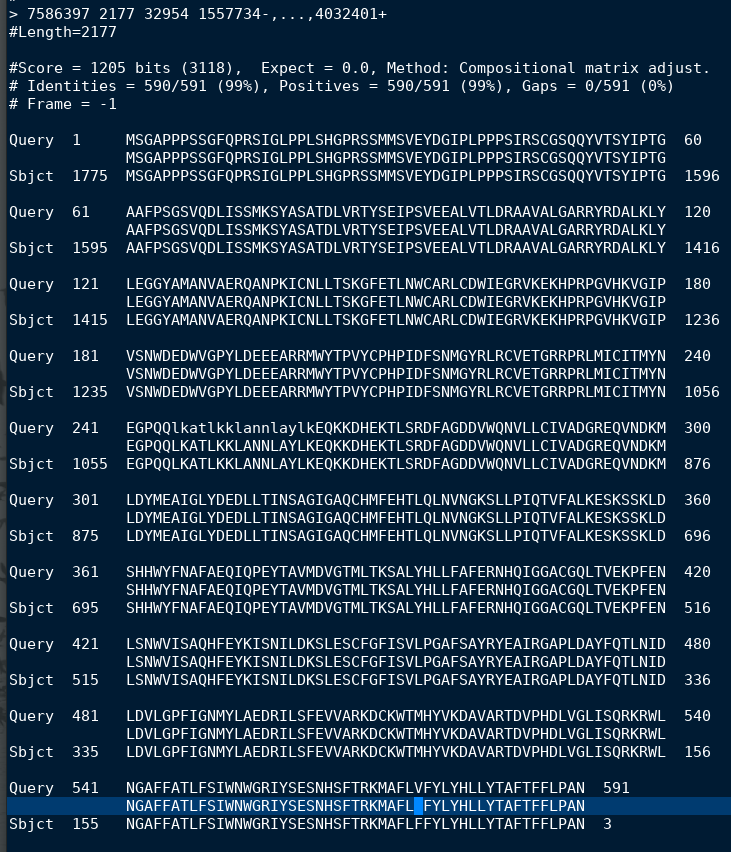 > 7586397 2177 32954 1557734-,...,4032401+
#Length=2177
#Score = 1205 bits (3118),  Expect = 0.0, Method: Compositional matrix adjust.
# Identities = 590/591 (99%), Positives = 590/591 (99%), Gaps = 0/591 (0%)
# Frame = -1
Query  1     MSGAPPPSSGFQPRSIGLPPLSHGPRSSMMSVEYDGIPLPPPSIRSCGSQQYVTSYIPTG  60
             MSGAPPPSSGFQPRSIGLPPLSHGPRSSMMSVEYDGIPLPPPSIRSCGSQQYVTSYIPTG
Sbjct  1775  MSGAPPPSSGFQPRSIGLPPLSHGPRSSMMSVEYDGIPLPPPSIRSCGSQQYVTSYIPTG  1596
Query  61    AAFPSGSVQDLISSMKSYASATDLVRTYSEIPSVEEALVTLDRAAVALGARRYRDALKLY  120
             AAFPSGSVQDLISSMKSYASATDLVRTYSEIPSVEEALVTLDRAAVALGARRYRDALKLY
Sbjct  1595  AAFPSGSVQDLISSMKSYASATDLVRTYSEIPSVEEALVTLDRAAVALGARRYRDALKLY  1416
Query  121   LEGGYAMANVAERQANPKICNLLTSKGFETLNWCARLCDWIEGRVKEKHPRPGVHKVGIP  180
             LEGGYAMANVAERQANPKICNLLTSKGFETLNWCARLCDWIEGRVKEKHPRPGVHKVGIP
Sbjct  1415  LEGGYAMANVAERQANPKICNLLTSKGFETLNWCARLCDWIEGRVKEKHPRPGVHKVGIP  1236
Query  181   VSNWDEDWVGPYLDEEEARRMWYTPVYCPHPIDFSNMGYRLRCVETGRRPRLMICITMYN  240
             VSNWDEDWVGPYLDEEEARRMWYTPVYCPHPIDFSNMGYRLRCVETGRRPRLMICITMYN
Sbjct  1235  VSNWDEDWVGPYLDEEEARRMWYTPVYCPHPIDFSNMGYRLRCVETGRRPRLMICITMYN  1056
Query  241   EGPQQlkatlkklannlaylkEQKKDHEKTLSRDFAGDDVWQNVLLCIVADGREQVNDKM  300
             EGPQQLKATLKKLANNLAYLKEQKKDHEKTLSRDFAGDDVWQNVLLCIVADGREQVNDKM
Sbjct  1055  EGPQQLKATLKKLANNLAYLKEQKKDHEKTLSRDFAGDDVWQNVLLCIVADGREQVNDKM  876
Query  301   LDYMEAIGLYDEDLLTINSAGIGAQCHMFEHTLQLNVNGKSLLPIQTVFALKESKSSKLD  360
             LDYMEAIGLYDEDLLTINSAGIGAQCHMFEHTLQLNVNGKSLLPIQTVFALKESKSSKLD
Sbjct  875   LDYMEAIGLYDEDLLTINSAGIGAQCHMFEHTLQLNVNGKSLLPIQTVFALKESKSSKLD  696
Query  361   SHHWYFNAFAEQIQPEYTAVMDVGTMLTKSALYHLLFAFERNHQIGGACGQLTVEKPFEN  420
             SHHWYFNAFAEQIQPEYTAVMDVGTMLTKSALYHLLFAFERNHQIGGACGQLTVEKPFEN
Sbjct  695   SHHWYFNAFAEQIQPEYTAVMDVGTMLTKSALYHLLFAFERNHQIGGACGQLTVEKPFEN  516
Query  421   LSNWVISAQHFEYKISNILDKSLESCFGFISVLPGAFSAYRYEAIRGAPLDAYFQTLNID  480
             LSNWVISAQHFEYKISNILDKSLESCFGFISVLPGAFSAYRYEAIRGAPLDAYFQTLNID
Sbjct  515   LSNWVISAQHFEYKISNILDKSLESCFGFISVLPGAFSAYRYEAIRGAPLDAYFQTLNID  336
Query  481   LDVLGPFIGNMYLAEDRILSFEVVARKDCKWTMHYVKDAVARTDVPHDLVGLISQRKRWL  540
             LDVLGPFIGNMYLAEDRILSFEVVARKDCKWTMHYVKDAVARTDVPHDLVGLISQRKRWL
Sbjct  335   LDVLGPFIGNMYLAEDRILSFEVVARKDCKWTMHYVKDAVARTDVPHDLVGLISQRKRWL  156
Query  541   NGAFFATLFSIWNWGRIYSESNHSFTRKMAFLVFYLYHLLYTAFTFFLPAN  591
             NGAFFATLFSIWNWGRIYSESNHSFTRKMAFL FYLYHLLYTAFTFFLPAN
Sbjct  155   NGAFFATLFSIWNWGRIYSESNHSFTRKMAFLFFYLYHLLYTAFTFFLPAN  3